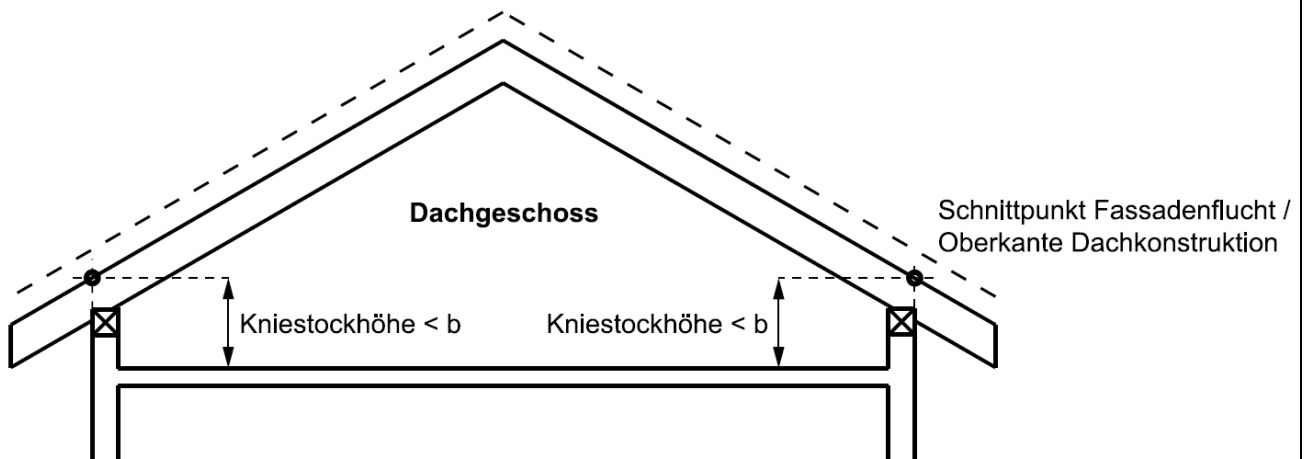 Dachgeschoss
Schnittpunkt Fassadenflucht /
Oberkante Dachkonstruktion
Kniestockhöhe < b
Kniestockhöhe < b